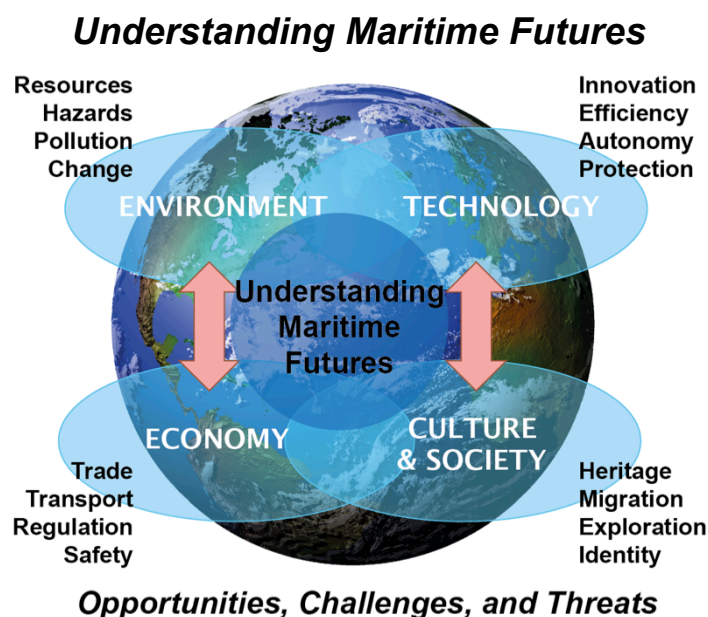 Understanding Maritime Futures
Resources
Hazards
Pollution
Change
Innovation
Efficiency
Autonomy
Protection
ENVIRONMENT
TECHNOLOGY
Understanding
Maritime
Futures
ECONOMY
CULTURE
& SOCIETY
Trade
Transport
Regulation
Safety
Heritage
Migration
Exploration
Identity
Opportunities, Challenges, and Threats